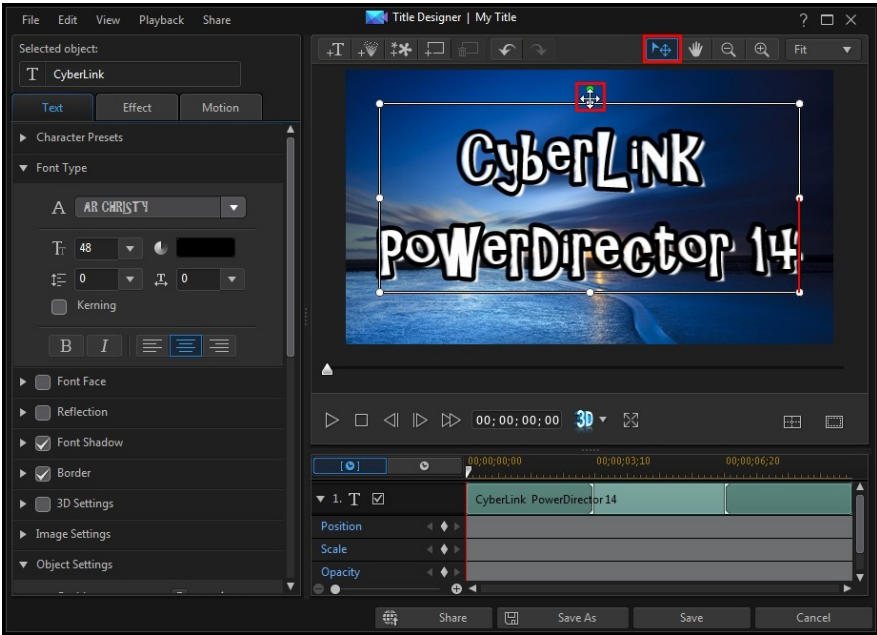 File Edit View Playback Share
Title Designer | My Title
Selected object:
T CyberLink
Text Effect Motion
Character Presets
Font Type
A AR CHRISTY
48
0 0
Kerning
B I
Font Face
Reflection
Font Shadow
Border
3D Settings
Image Settings
Object Settings
Fit
CyberLink
PowerDirector 14
00;00;00;00 3D
00;00;00;00 00;00;03;10 00;00;06;20
1. T CyberLink PowerDirector 14
Position
Scale
Opacity
Share Save As Save Cancel